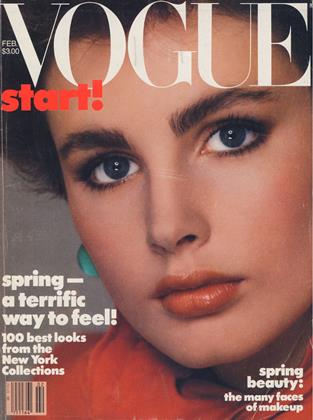 VOGUE
FEB.
$3.00
start!
spring—
a terrific
way to feel!
100 best looks
from the
New York
Collections
spring
beauty:
the many faces
of makeup